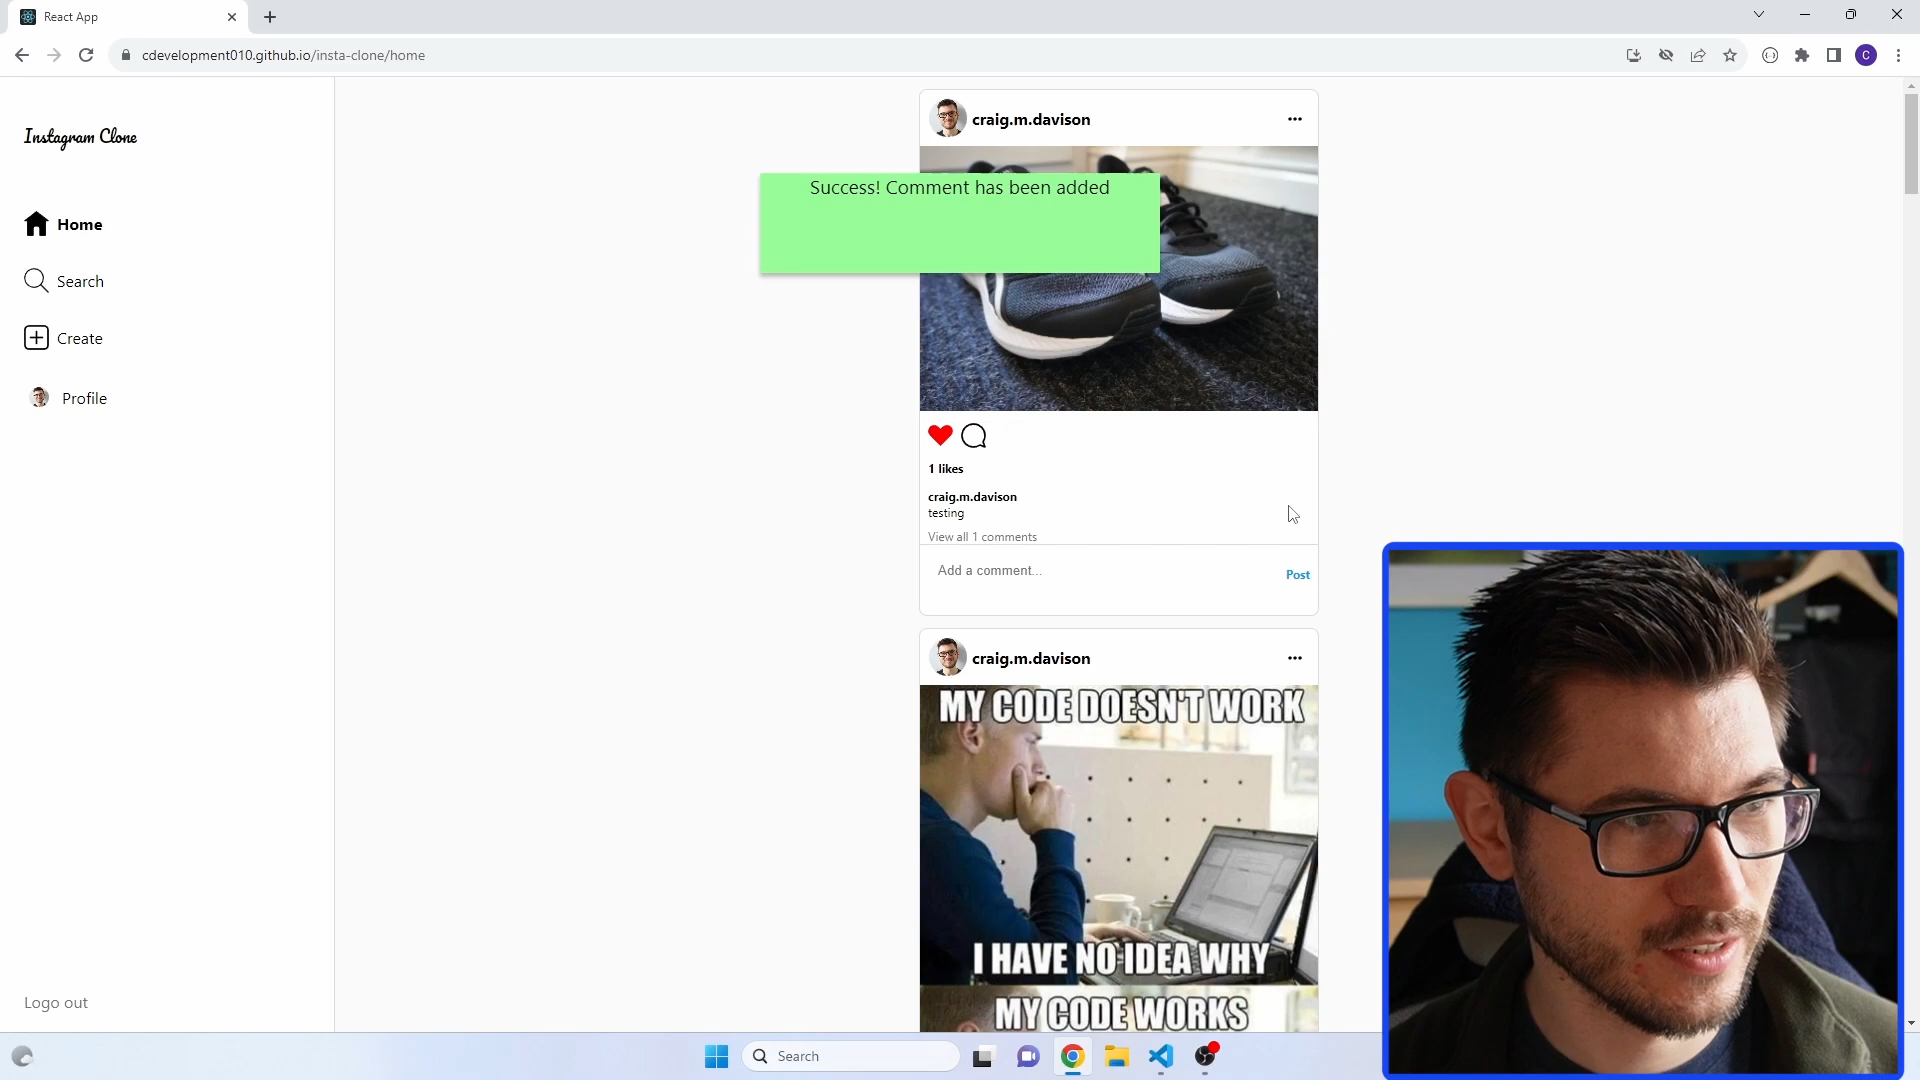 React App
cdevelopment010.github.io/insta-clone/home
C
Instagram Clone
Home
Search
Create
Profile
Logo out
craig.m.davison
Success! Comment has been added
1 likes
craig.m.davison
testing
View all 1 comments
Add a comment...
Post
craig.m.davison
MY CODE DOESN'T WORK
I HAVE NO IDEA WHY
MY CODE WORKS
Search